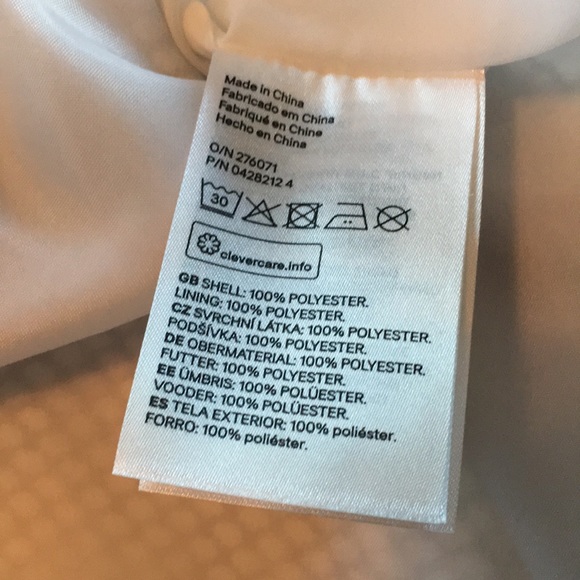 Made in China
Fabricado em China
Fabriqué en Chine
Hecho en China
O/N 276071
P/N 0428212 4
30
clevercare.info
GB SHELL: 100% POLYESTER.
LINING: 100% POLYESTER.
CZ SVRCHNÍ LÁTKA: 100% POLYESTER.
PODŠÍVKA: 100% POLYESTER.
DE OBERMATERIAL: 100% POLYESTER.
FUTTER: 100% POLYESTER.
EE ÜMBRIS: 100% POLÜESTER.
VOODER: 100% POLÜESTER.
ES TELA EXTERIOR: 100% poliéster.
FORRO: 100% poliéster.